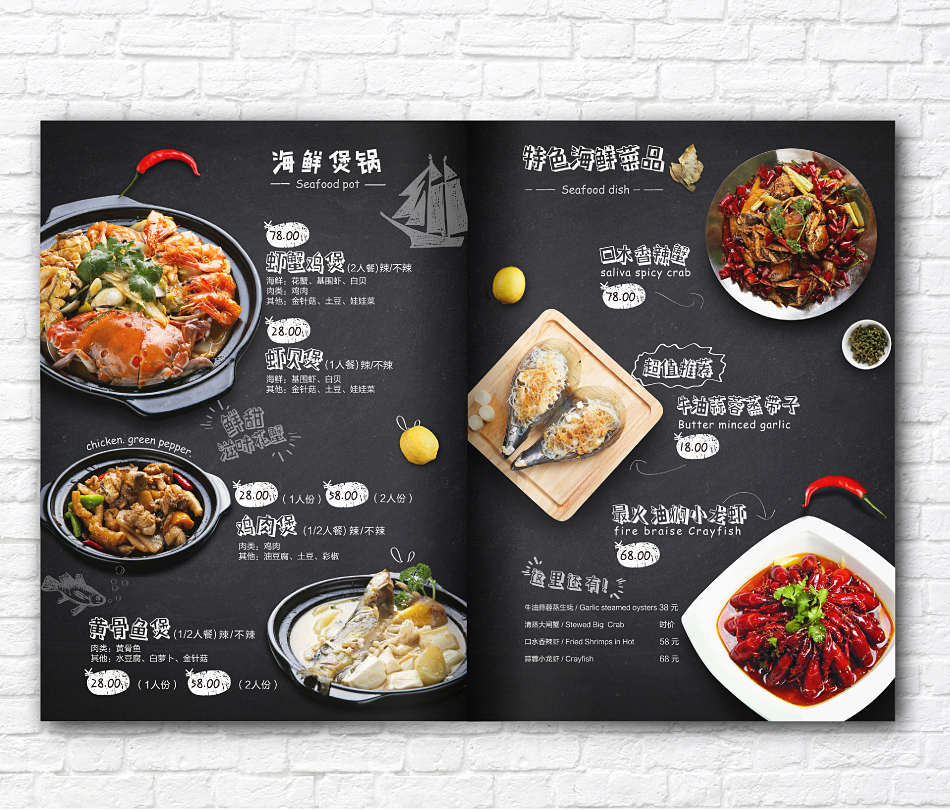 海鲜煲锅
Seafood pot
78.00
虾蟹鸡煲(2人餐)辣/不辣
海鲜：花蟹、基围虾、白贝
肉类：鸡肉
其他：金针菇、土豆、娃娃菜
28.00
虾贝煲(1人餐)辣/不辣
海鲜：基围虾、白贝
其他：金针菇、土豆、娃娃菜
鲜甜
滋味花蟹
chicken. green pepper.
28.00 (1人份) 58.00 (2人份)
鸡肉煲(1/2人餐)辣/不辣
肉类：鸡肉
其他：油豆腐、土豆、彩椒
黄骨鱼煲(1/2人餐)辣/不辣
肉类：黄骨鱼
其他：水豆腐、白萝卜、金针菇
28.00 (1人份) 58.00 (2人份)
特色海鲜菜品
Seafood dish
口水香辣蟹
saliva spicy crab
78.00
超值推荐
牛油蒜蓉蒸带子
Butter minced garlic
18.00
最火油焖小龙虾
fire braise Crayfish
68.00
这里还有!
牛油蒜蓉蒸生蚝 / Garlic steamed oysters 38 元
清蒸大闸蟹 / Stewed Big Crab 时价
口水香辣虾 / Fried Shrimps in Hot 58 元
蒜蓉小龙虾 / Crayfish 68 元